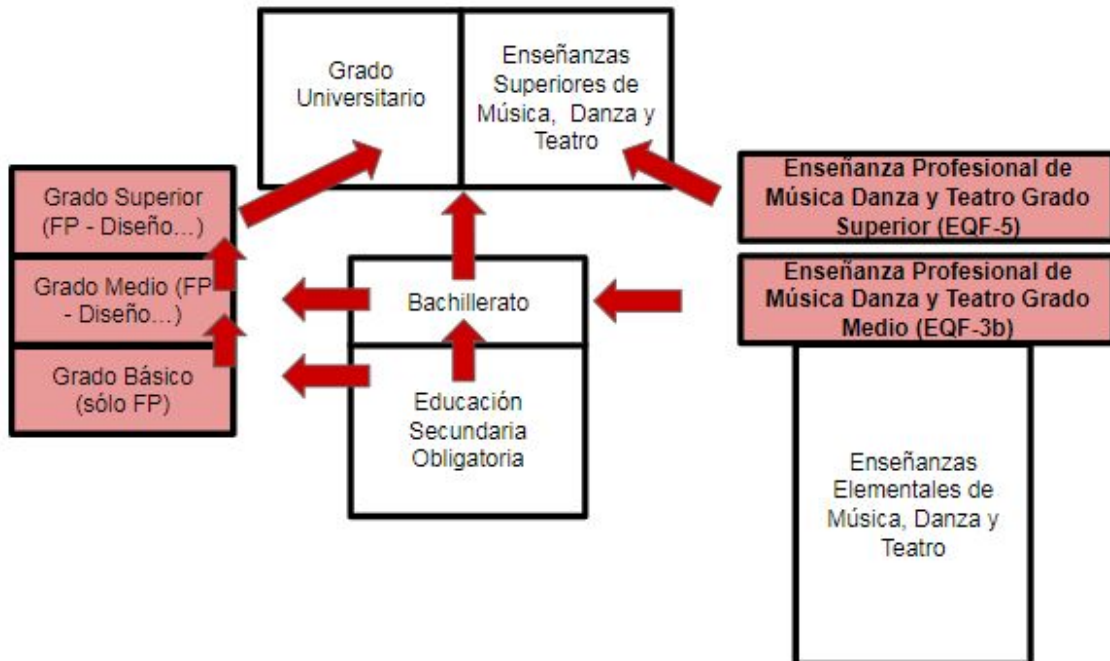 Grado
Universitario
Enseñanzas
Superiores de
Música, Danza y
Teatro
Grado Superior
(FP - Diseño…)
Grado Medio (FP
- Diseño…)
Grado Básico
(sólo FP)
Bachillerato
Educación
Secundaria
Obligatoria
Enseñanza Profesional de
Música Danza y Teatro Grado
Superior (EQF-5)
Enseñanza Profesional de
Música Danza y Teatro Grado
Medio (EQF-3b)
Enseñanzas
Elementales de
Música, Danza y
Teatro